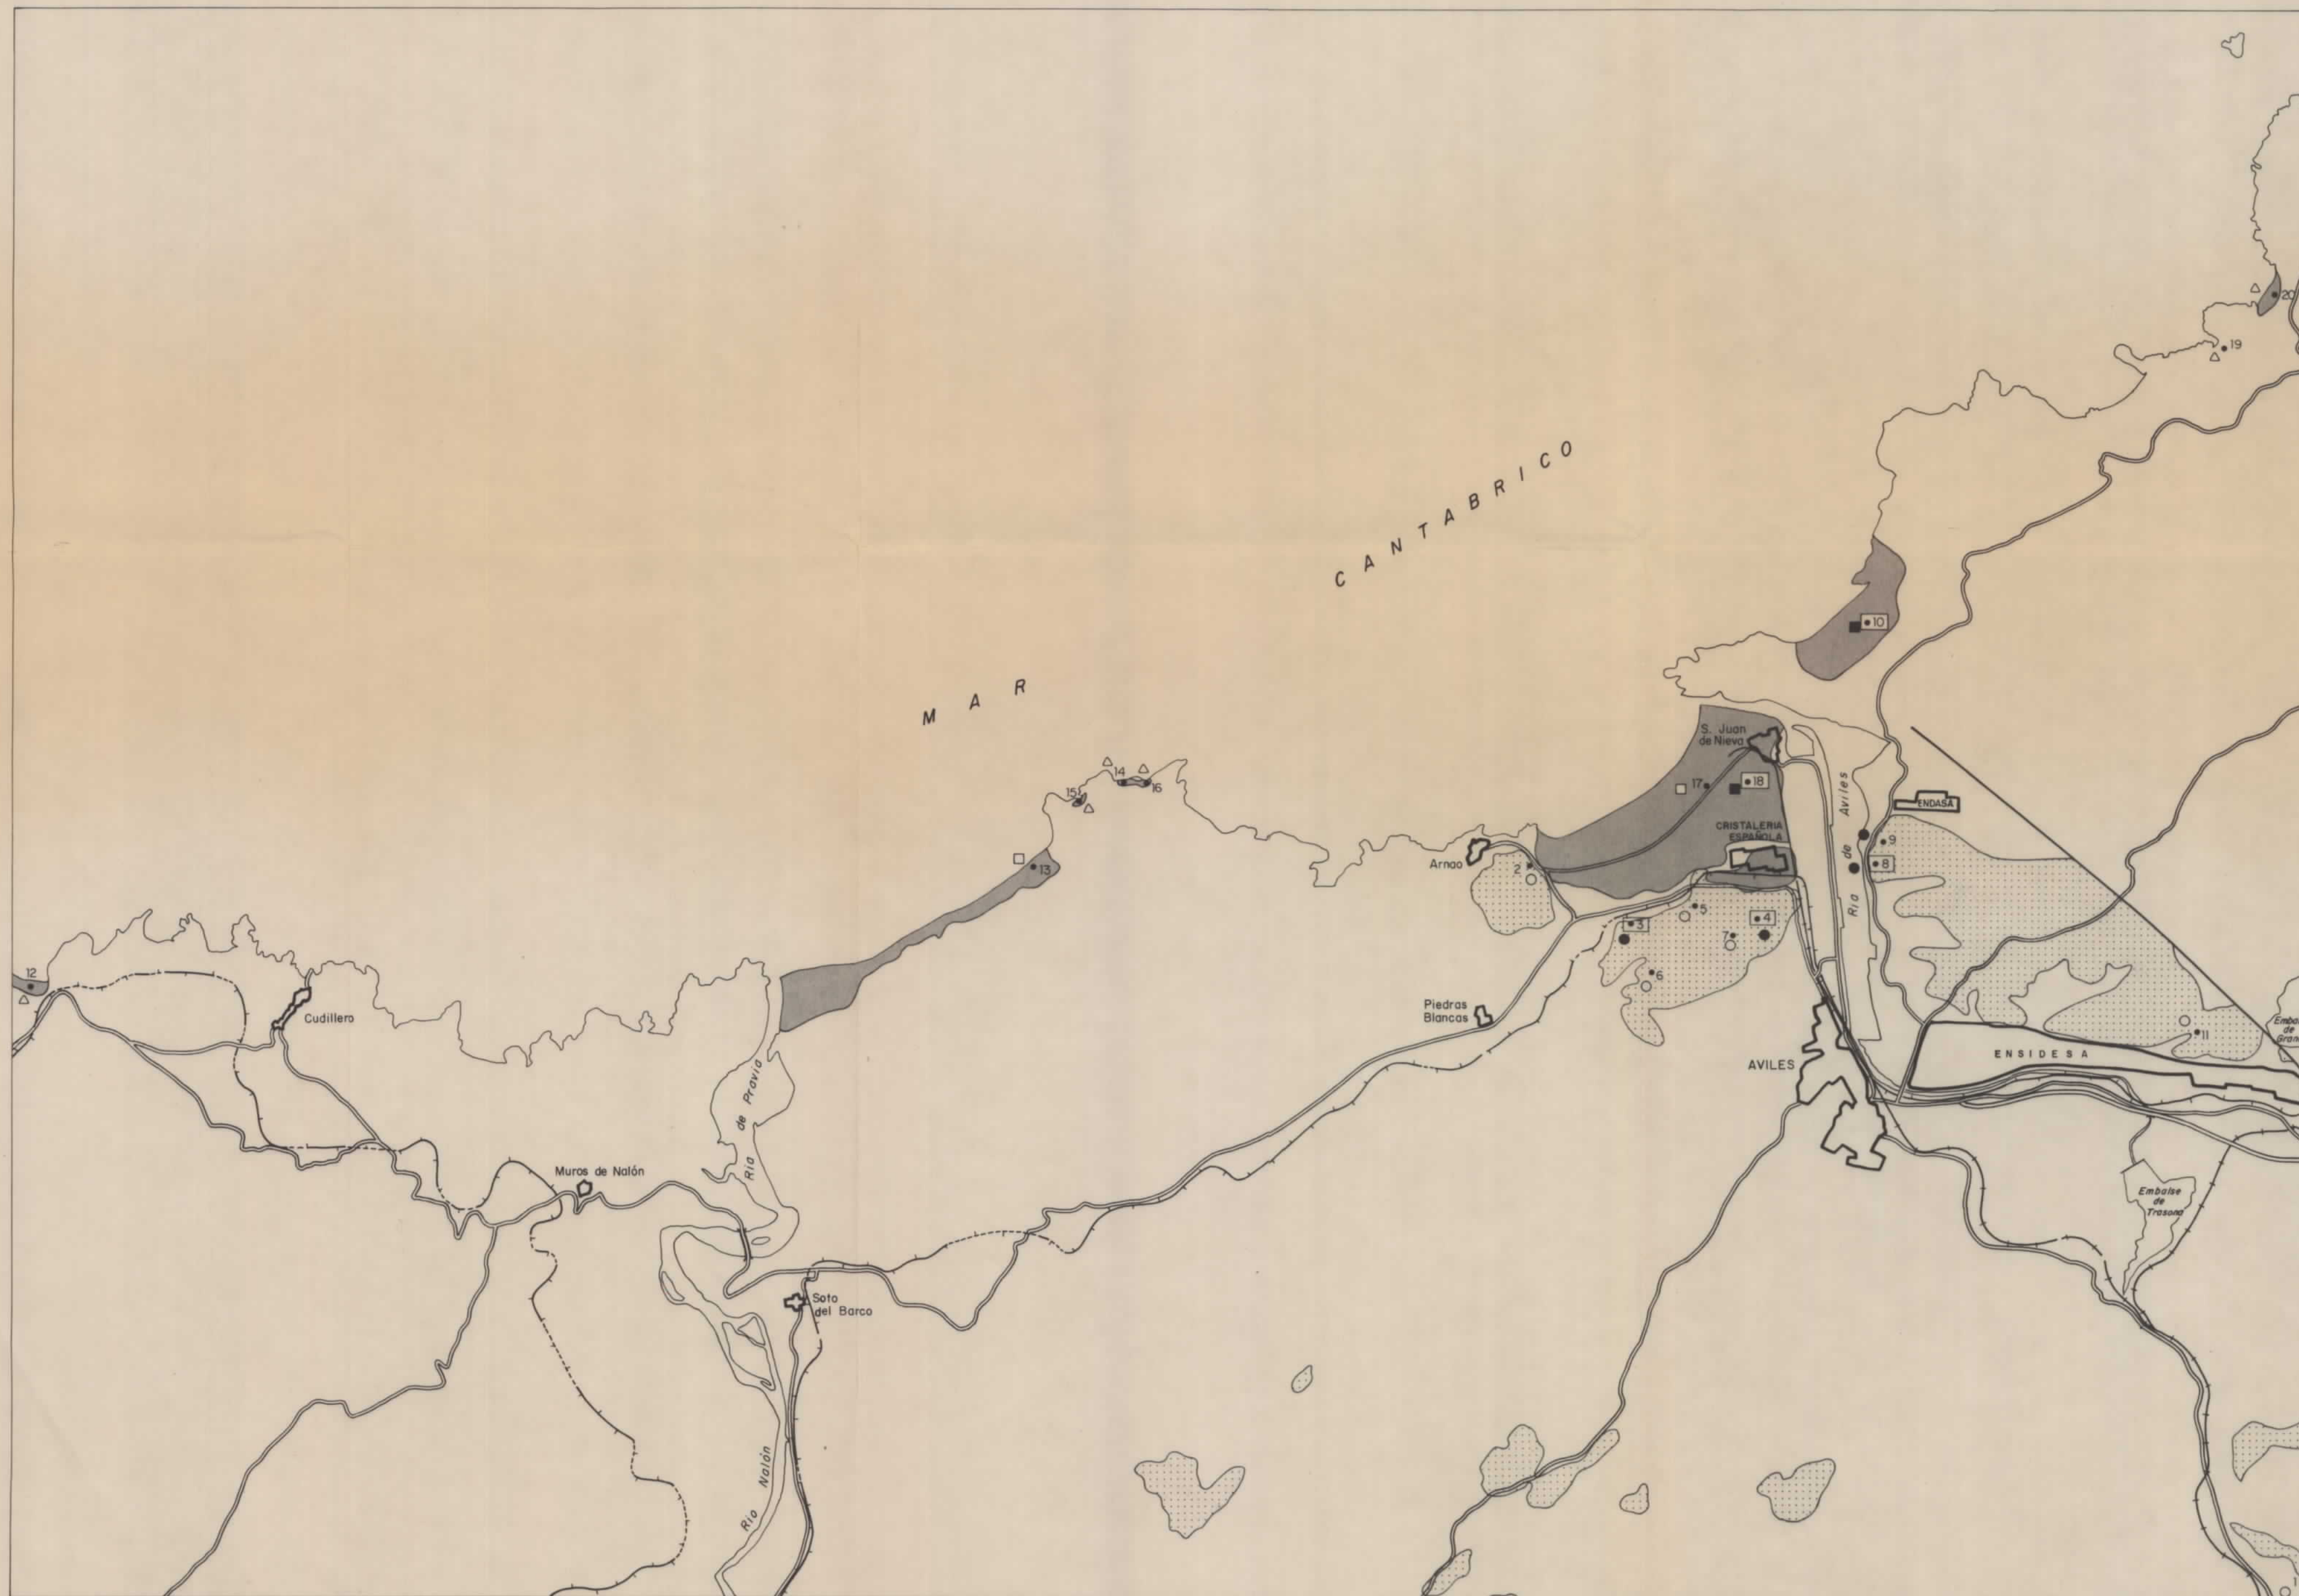 20
19
MAR CANTABRICO
10
S. Juan
de Nieva
14
16
15
17
18
ENDASA
CRISTALERIA
ESPAÑOLA
Ria de Aviles
9
8
13
Arnao
2
5
3
4
7
6
12
Cudillero
Piedras
Blancas
11
ENSIDESA
AVILES
Ria de Pravia
Muros de Nalón
Embalse
de
Trasona
Soto
del Barco
Rio Nalón